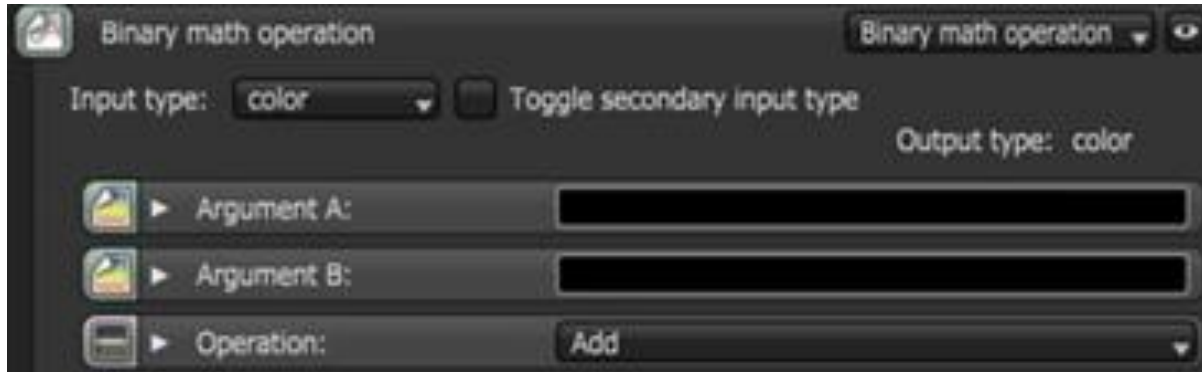 Binary math operation Binary math operation
Input type: color Toggle secondary input type
Output type: color
Argument A:
Argument B:
Operation: Add